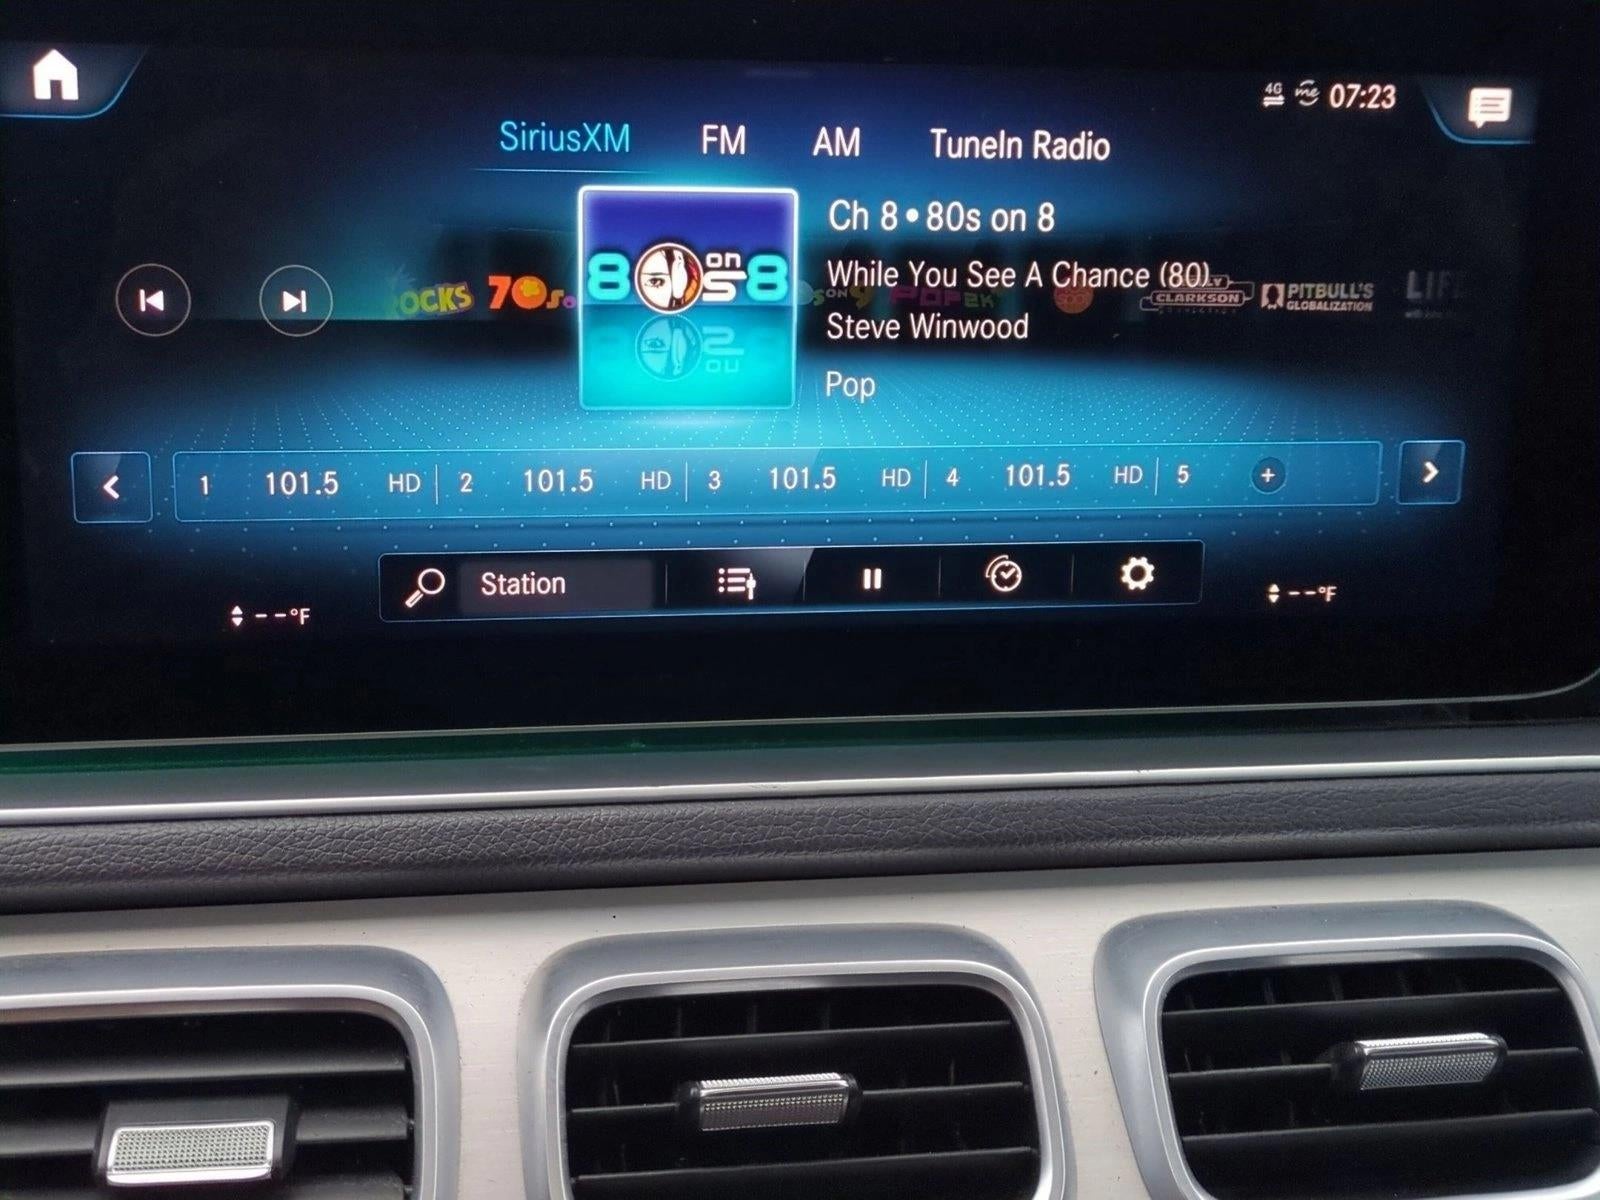 4G me 07:23
SiriusXM FM AM TuneIn Radio
Ch 8 • 80s on 8
80s on 8
While You See A Chance (80)
ROCKS 70s
CLARKSON
PITBULL'S
GLOBALIZATION
LIFE
Steve Winwood
Pop
1 101.5 HD 2 101.5 HD 3 101.5 HD 4 101.5 HD 5 +
Station
--°F
--°F